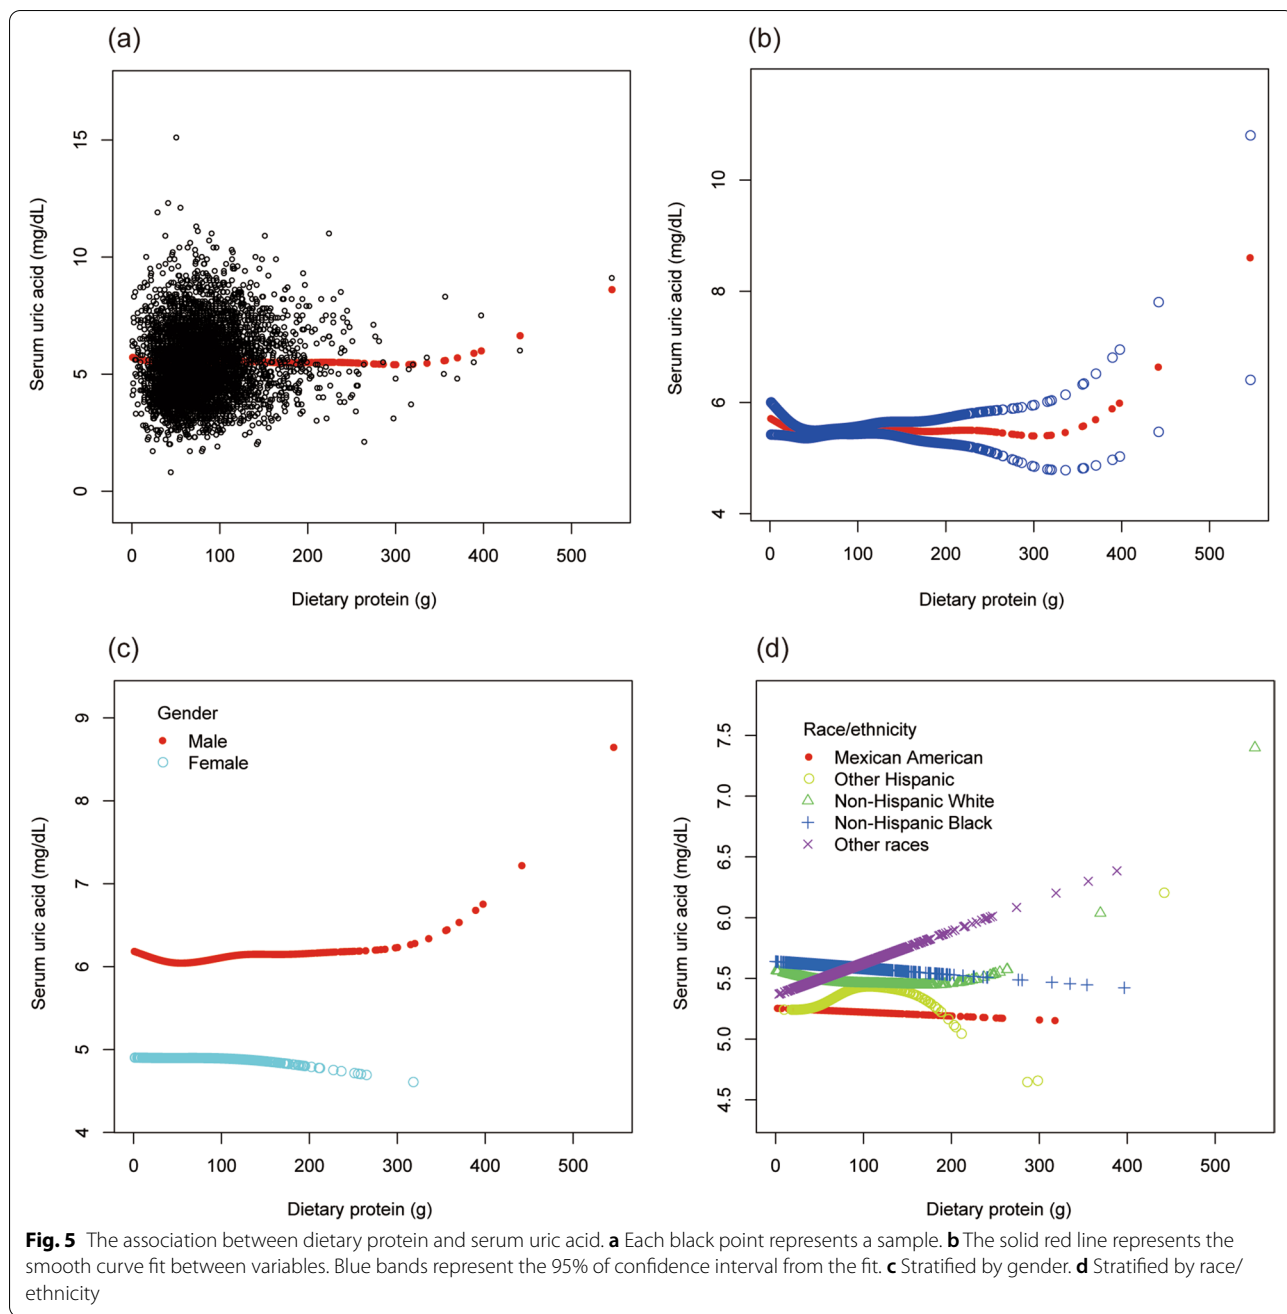 (a)
Serum uric acid (mg/dL)
15
10
5
0
0 100 200 300 400 500
Dietary protein (g)
(b)
Serum uric acid (mg/dL)
10
8
6
4
0 100 200 300 400 500
Dietary protein (g)
(c)
Serum uric acid (mg/dL)
9
8
7
6
5
4
Gender
Male
Female
0 100 200 300 400 500
Dietary protein (g)
(d)
Serum uric acid (mg/dL)
7.5
7.0
6.5
6.0
5.5
5.0
4.5
Race/ethnicity
Mexican American
Other Hispanic
Non-Hispanic White
Non-Hispanic Black
Other races
0 100 200 300 400 500
Dietary protein (g)
Fig. 5 The association between dietary protein and serum uric acid. a Each black point represents a sample. b The solid red line represents the
smooth curve fit between variables. Blue bands represent the 95% of confidence interval from the fit. c Stratified by gender. d Stratified by race/
ethnicity